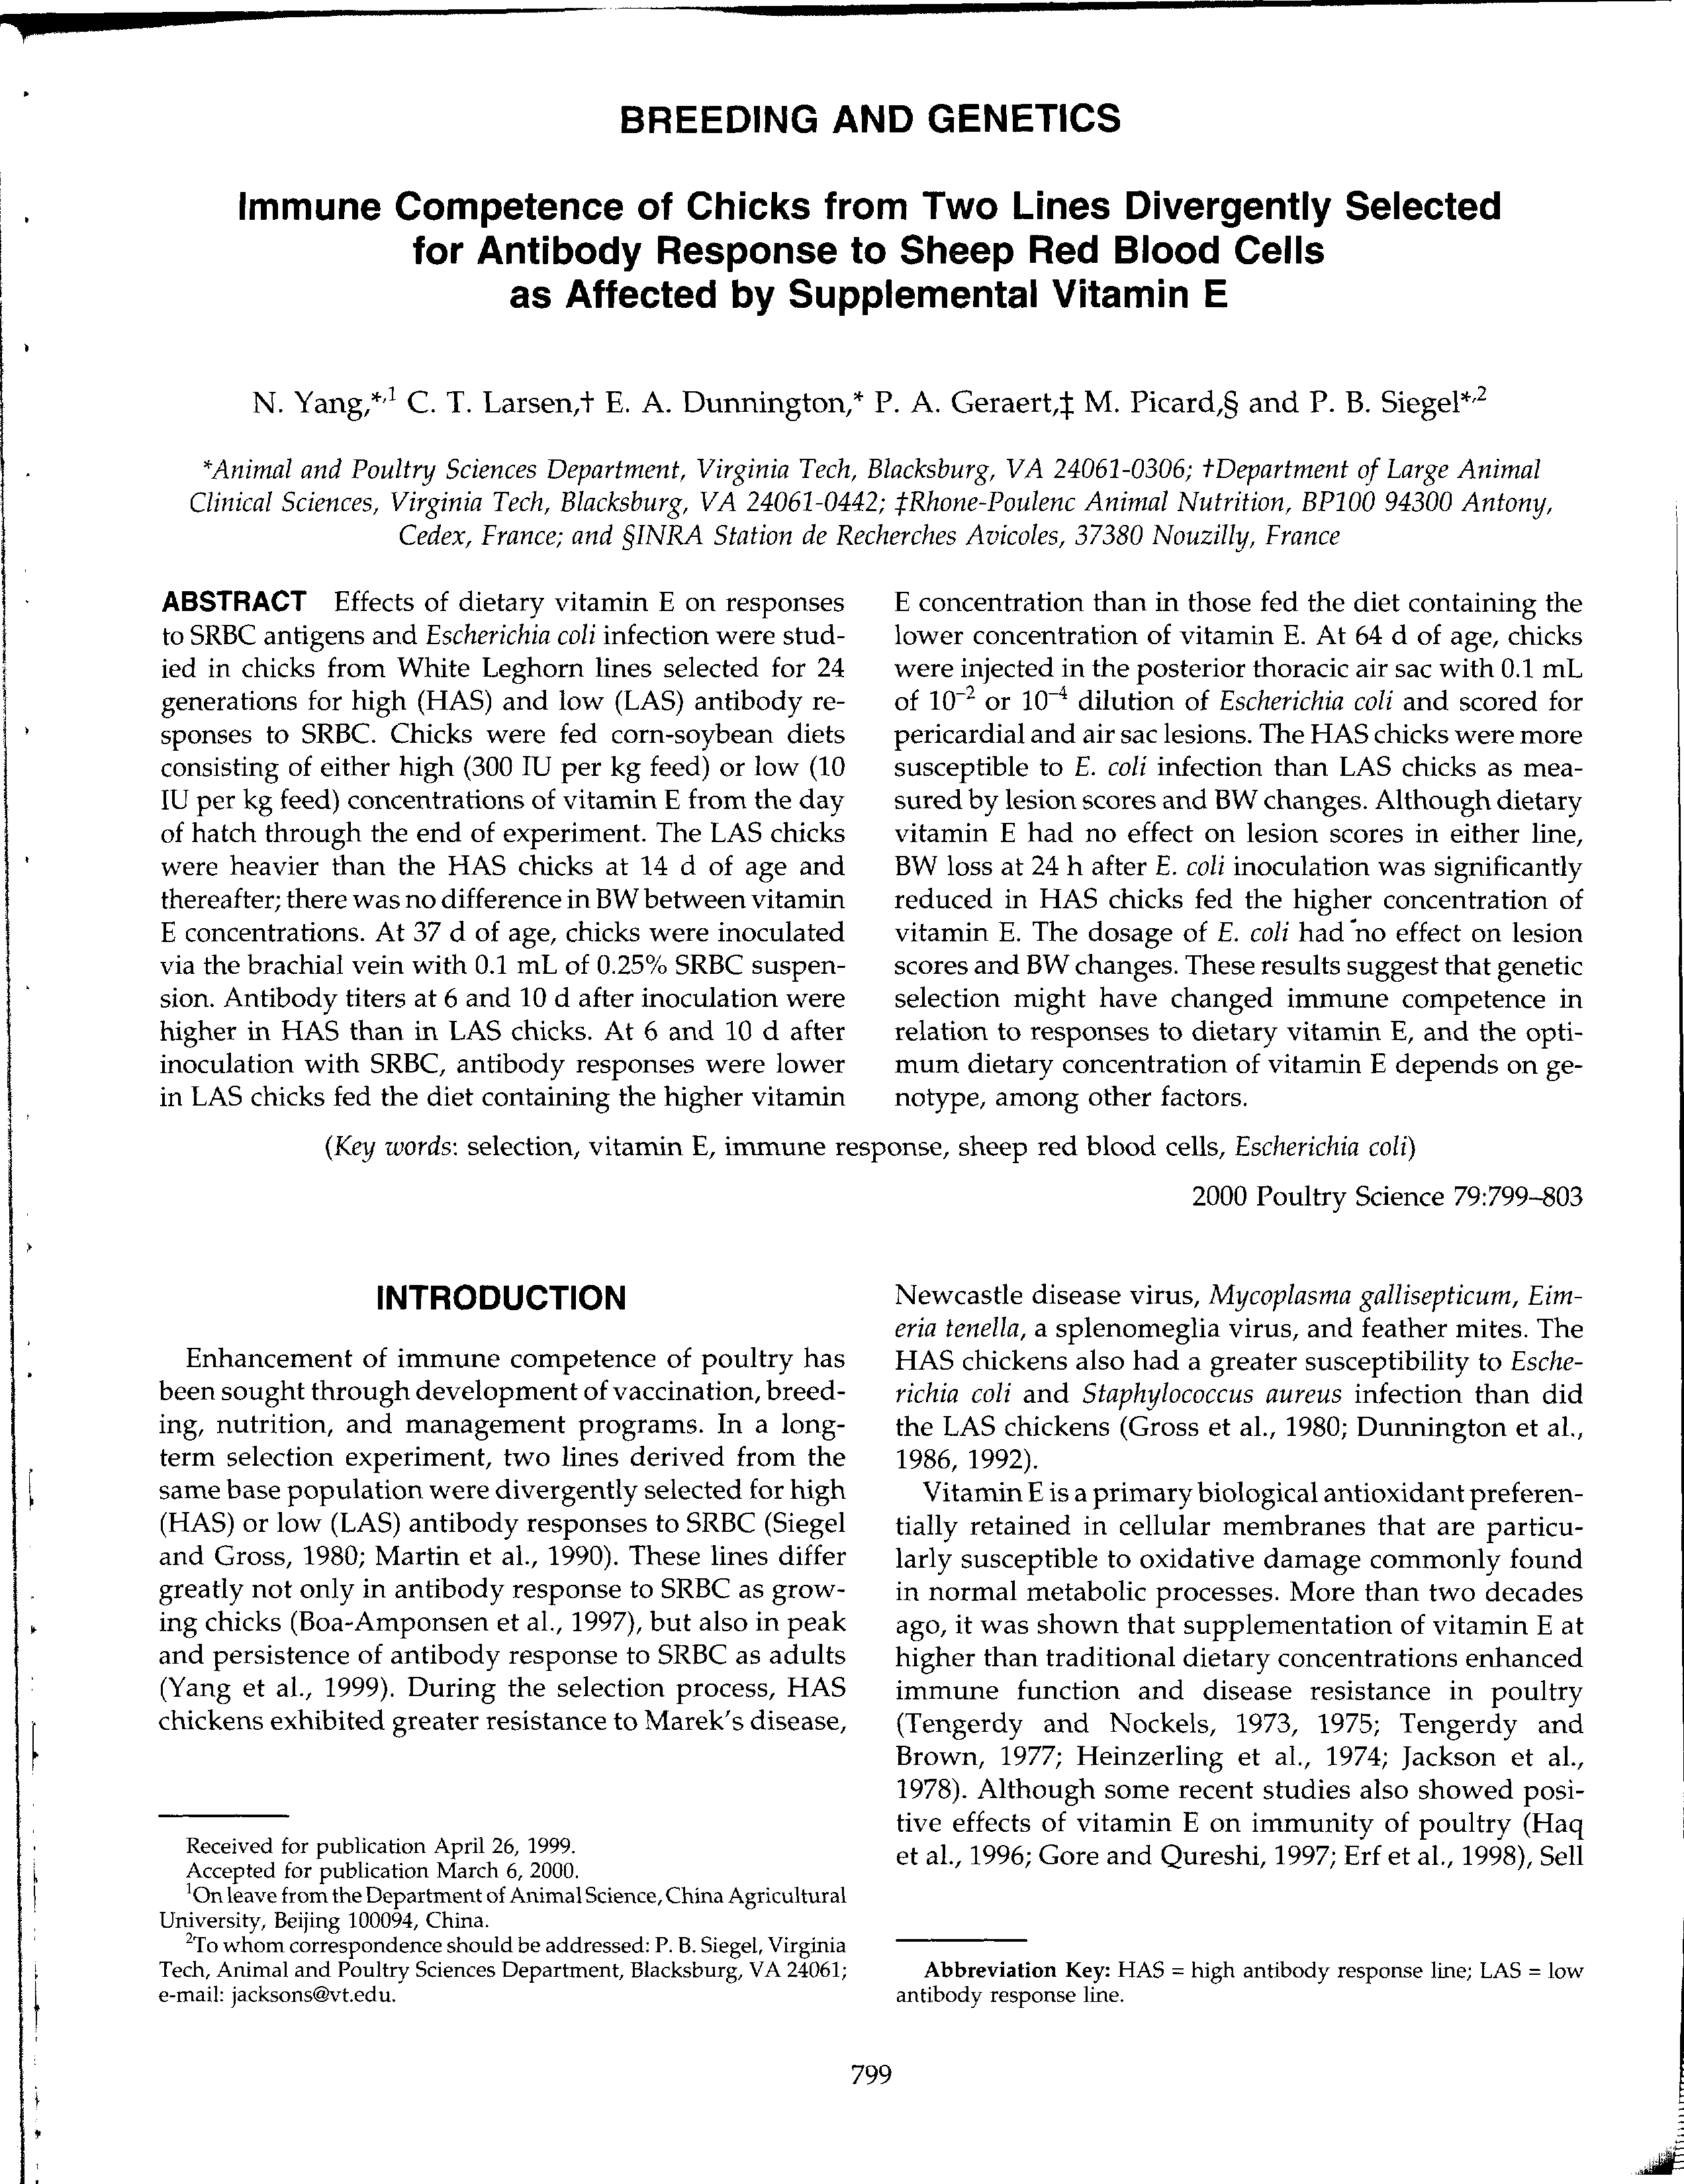 BREEDING AND GENETICS
Immune Competence of Chicks from Two Lines Divergently Selected
for Antibody Response to Sheep Red Blood Cells
as Affected by Supplemental Vitamin E
N. Yang,*,1 C. T. Larsen,† E. A. Dunnington,* P. A. Geraert,‡ M. Picard,§ and P. B. Siegel*,2
*Animal and Poultry Sciences Department, Virginia Tech, Blacksburg, VA 24061-0306; †Department of Large Animal
Clinical Sciences, Virginia Tech, Blacksburg, VA 24061-0442; ‡Rhone-Poulenc Animal Nutrition, BP100 94300 Antony,
Cedex, France; and §INRA Station de Recherches Avicoles, 37380 Nouzilly, France
ABSTRACT Effects of dietary vitamin E on responses
to SRBC antigens and Escherichia coli infection were stud-
ied in chicks from White Leghorn lines selected for 24
generations for high (HAS) and low (LAS) antibody re-
sponses to SRBC. Chicks were fed corn-soybean diets
consisting of either high (300 IU per kg feed) or low (10
IU per kg feed) concentrations of vitamin E from the day
of hatch through the end of experiment. The LAS chicks
were heavier than the HAS chicks at 14 d of age and
thereafter; there was no difference in BW between vitamin
E concentrations. At 37 d of age, chicks were inoculated
via the brachial vein with 0.1 mL of 0.25% SRBC suspen-
sion. Antibody titers at 6 and 10 d after inoculation were
higher in HAS than in LAS chicks. At 6 and 10 d after
inoculation with SRBC, antibody responses were lower
in LAS chicks fed the diet containing the higher vitamin
E concentration than in those fed the diet containing the
lower concentration of vitamin E. At 64 d of age, chicks
were injected in the posterior thoracic air sac with 0.1 mL
of 10⁻² or 10⁻⁴ dilution of Escherichia coli and scored for
pericardial and air sac lesions. The HAS chicks were more
susceptible to E. coli infection than LAS chicks as mea-
sured by lesion scores and BW changes. Although dietary
vitamin E had no effect on lesion scores in either line,
BW loss at 24 h after E. coli inoculation was significantly
reduced in HAS chicks fed the higher concentration of
vitamin E. The dosage of E. coli had no effect on lesion
scores and BW changes. These results suggest that genetic
selection might have changed immune competence in
relation to responses to dietary vitamin E, and the opti-
mum dietary concentration of vitamin E depends on ge-
notype, among other factors.
(Key words: selection, vitamin E, immune response, sheep red blood cells, Escherichia coli)
2000 Poultry Science 79:799–803
INTRODUCTION
Enhancement of immune competence of poultry has
been sought through development of vaccination, breed-
ing, nutrition, and management programs. In a long-
term selection experiment, two lines derived from the
same base population were divergently selected for high
(HAS) or low (LAS) antibody responses to SRBC (Siegel
and Gross, 1980; Martin et al., 1990). These lines differ
greatly not only in antibody response to SRBC as grow-
ing chicks (Boa-Amponsen et al., 1997), but also in peak
and persistence of antibody response to SRBC as adults
(Yang et al., 1999). During the selection process, HAS
chickens exhibited greater resistance to Marek's disease,
Received for publication April 26, 1999.
Accepted for publication March 6, 2000.
¹On leave from the Department of Animal Science, China Agricultural
University, Beijing 100094, China.
²To whom correspondence should be addressed: P. B. Siegel, Virginia
Tech, Animal and Poultry Sciences Department, Blacksburg, VA 24061;
e-mail: jacksons@vt.edu.
Newcastle disease virus, Mycoplasma gallisepticum, Eim-
eria tenella, a splenomeglia virus, and feather mites. The
HAS chickens also had a greater susceptibility to Esche-
richia coli and Staphylococcus aureus infection than did
the LAS chickens (Gross et al., 1980; Dunnington et al.,
1986, 1992).
Vitamin E is a primary biological antioxidant preferen-
tially retained in cellular membranes that are particu-
larly susceptible to oxidative damage commonly found
in normal metabolic processes. More than two decades
ago, it was shown that supplementation of vitamin E at
higher than traditional dietary concentrations enhanced
immune function and disease resistance in poultry
(Tengerdy and Nockels, 1973, 1975; Tengerdy and
Brown, 1977; Heinzerling et al., 1974; Jackson et al.,
1978). Although some recent studies also showed posi-
tive effects of vitamin E on immunity of poultry (Haq
et al., 1996; Gore and Qureshi, 1997; Erf et al., 1998), Sell
Abbreviation Key: HAS = high antibody response line; LAS = low
antibody response line.
799